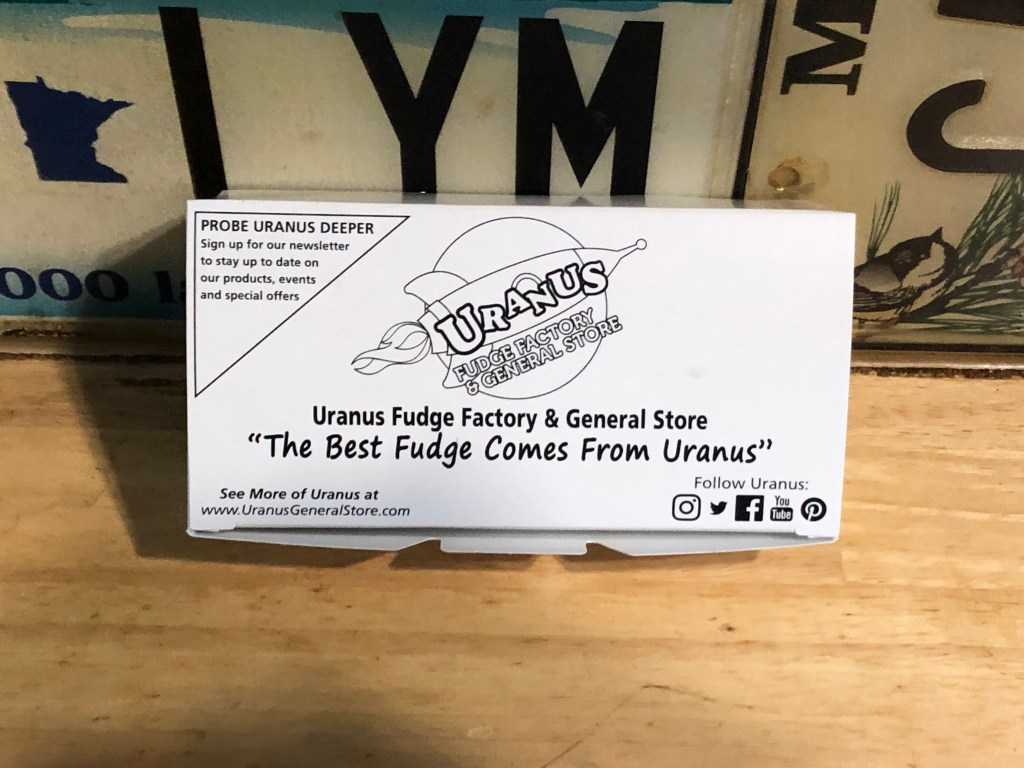 YM
M
000 l
PROBE URANUS DEEPER
Sign up for our newsletter
to stay up to date on
our products, events
and special offers
URANUS
FUDGE FACTORY
& GENERAL STORE
Uranus Fudge Factory & General Store
"The Best Fudge Comes From Uranus"
See More of Uranus at
www.UranusGeneralStore.com
Follow Uranus:
You
Tube